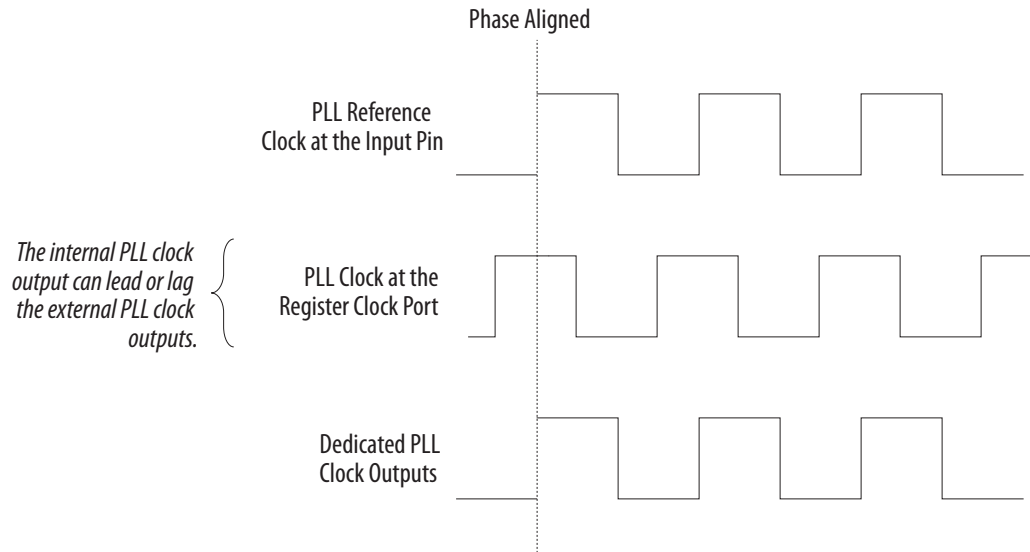 Phase Aligned
PLL Reference
Clock at the Input Pin
The internal PLL clock
output can lead or lag
the external PLL clock
outputs.
PLL Clock at the
Register Clock Port
Dedicated PLL
Clock Outputs